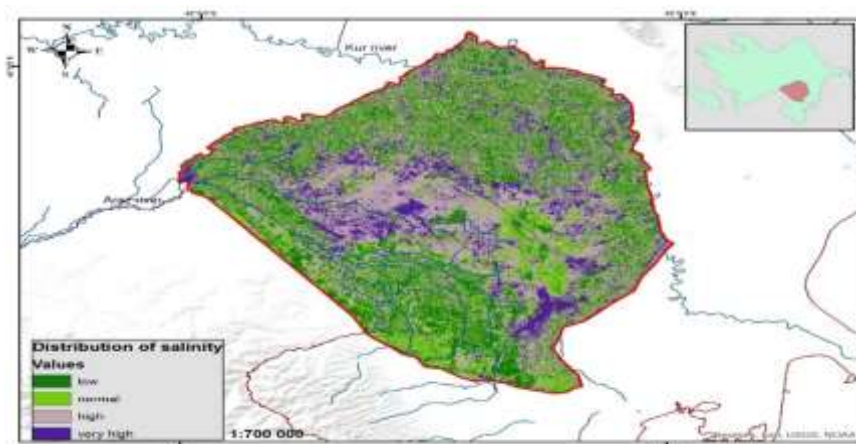 N
W E
S
Kur river
Araz river
Distribution of salinity
Values
low
normal
high
very high
1:700 000